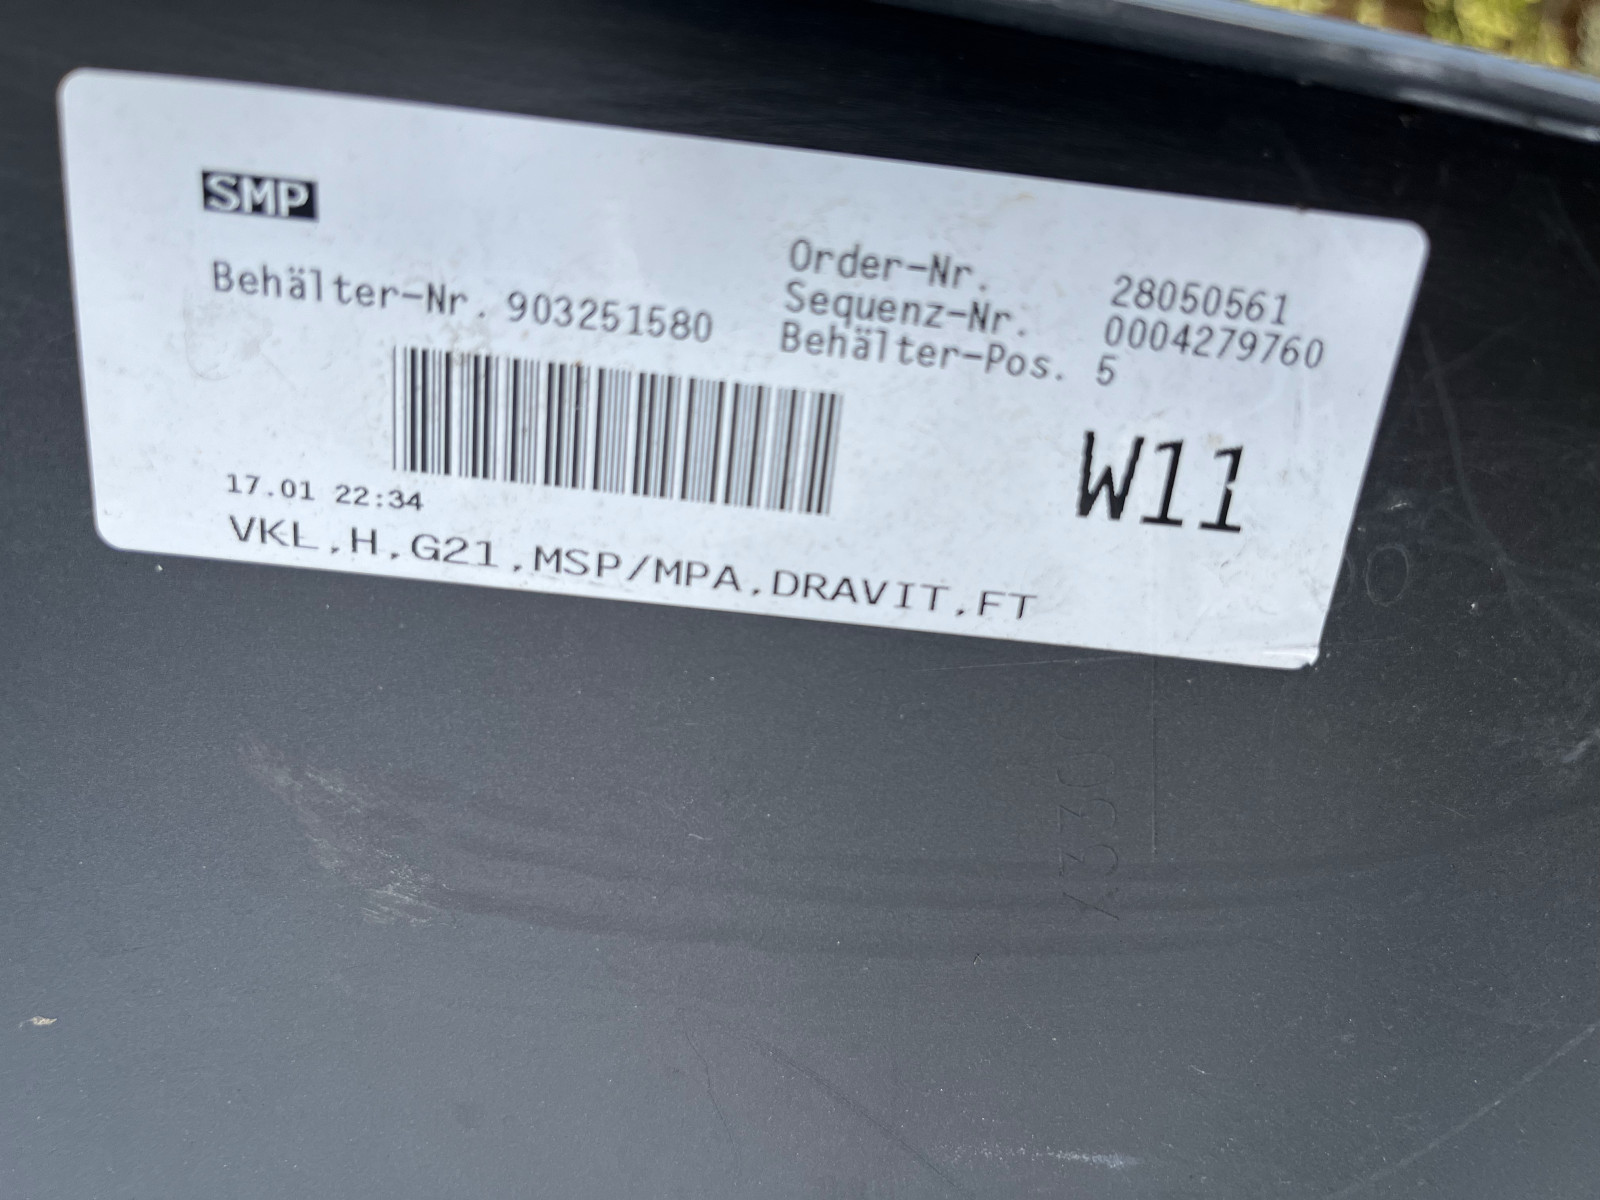 SMP
Behälter-Nr. 903251580
Order-Nr. 28050561
Sequenz-Nr. 0004279760
Behälter-Pos. 5
W11
17.01 22:34
VKL,H,G21,MSP/MPA,DRAVIT,FT